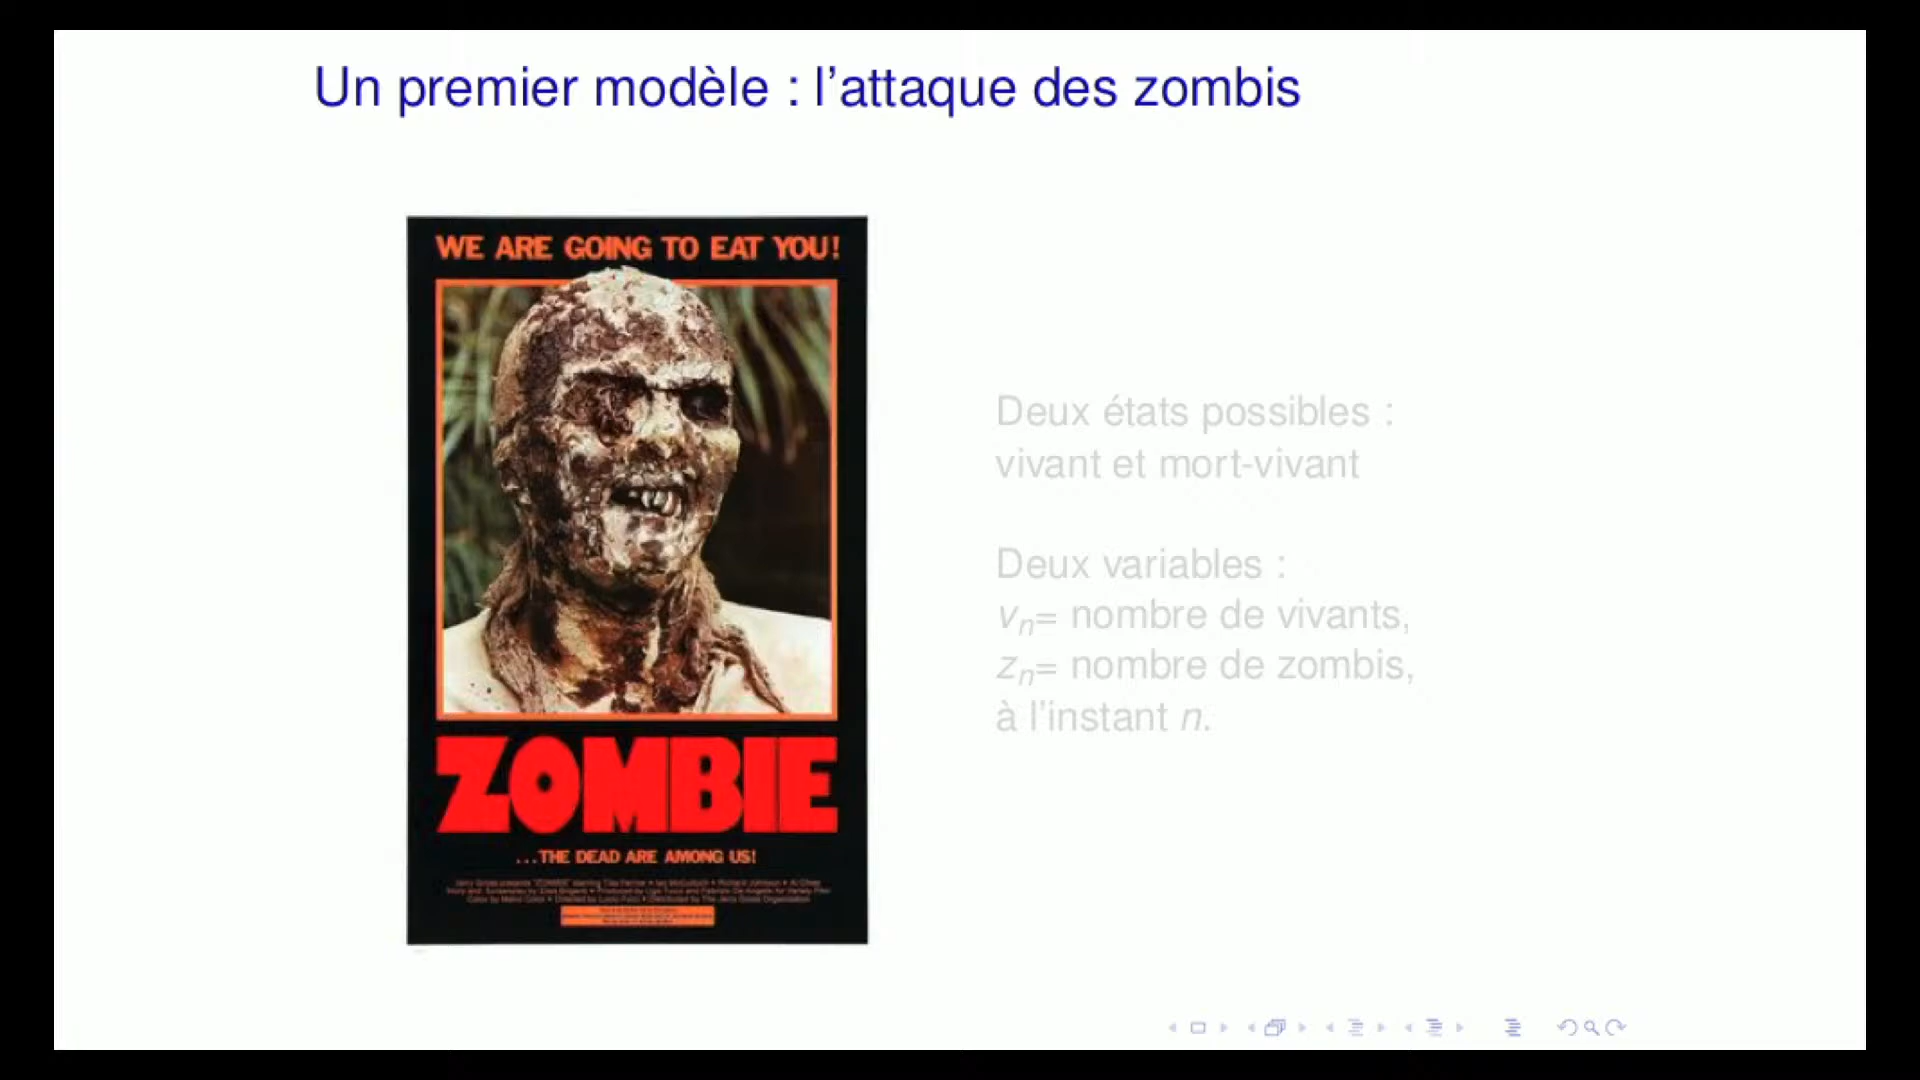 Un premier modèle : l'attaque des zombis
WE ARE GOING TO EAT YOU!
ZOMBIE
...THE DEAD ARE AMONG US!
Deux états possibles :
vivant et mort-vivant
Deux variables :
vn= nombre de vivants,
zn= nombre de zombis,
à l'instant n.